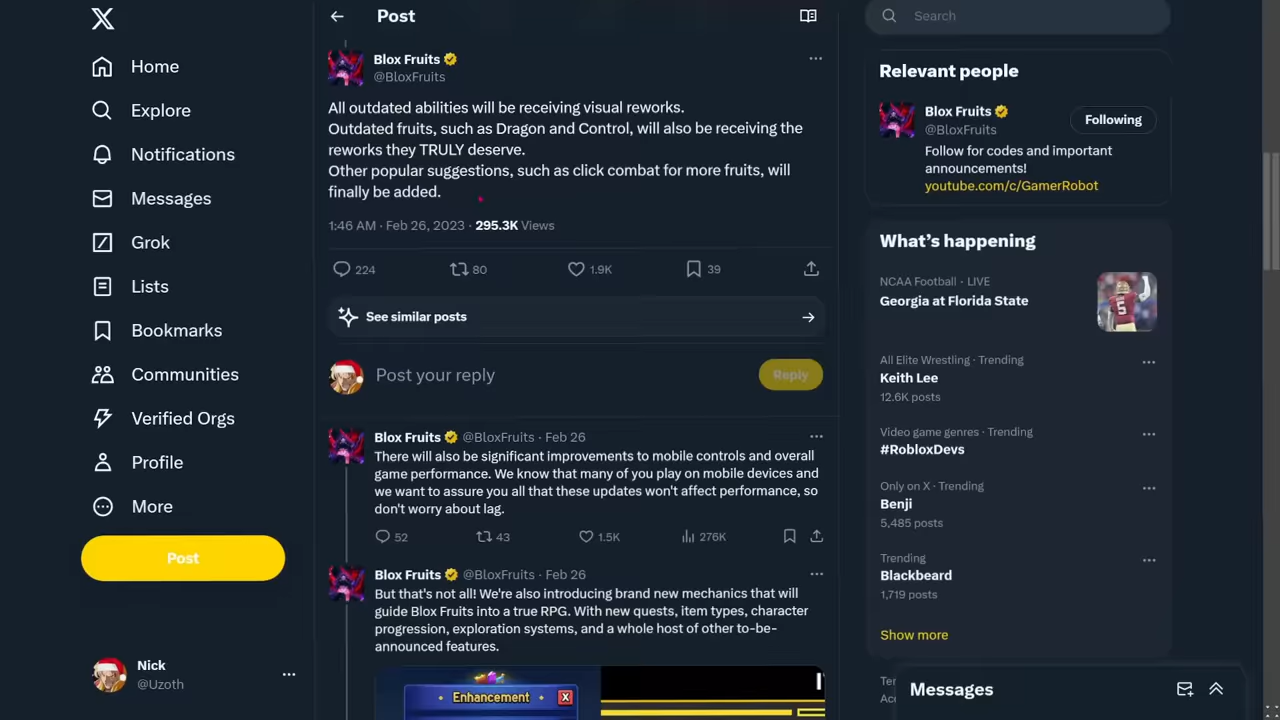 Home
Explore
Notifications
Messages
Grok
Lists
Bookmarks
Communities
Verified Orgs
Profile
More
Post
Nick
@Uzoth
Post
Blox Fruits
@BloxFruits
All outdated abilities will be receiving visual reworks.
Outdated fruits, such as Dragon and Control, will also be receiving the
reworks they TRULY deserve.
Other popular suggestions, such as click combat for more fruits, will
finally be added.
1:46 AM · Feb 26, 2023 · 295.3K Views
224 80 1.9K 39
See similar posts
Post your reply
Reply
Blox Fruits @BloxFruits · Feb 26
There will also be significant improvements to mobile controls and overall
game performance. We know that many of you play on mobile devices and
we want to assure you all that these updates won't affect performance, so
don't worry about lag.
52 43 1.5K 276K
Blox Fruits @BloxFruits · Feb 26
But that's not all! We're also introducing brand new mechanics that will
guide Blox Fruits into a true RPG. With new quests, item types, character
progression, exploration systems, and a whole host of other to-be-
announced features.
Enhancement X
Search
Relevant people
Blox Fruits
@BloxFruits
Following
Follow for codes and important
announcements!
youtube.com/c/GamerRobot
What's happening
NCAA Football · LIVE
Georgia at Florida State
5
All Elite Wrestling · Trending
Keith Lee
12.6K posts
Video game genres · Trending
#RobloxDevs
Only on X · Trending
Benji
5,485 posts
Trending
Blackbeard
1,719 posts
Show more
Messages